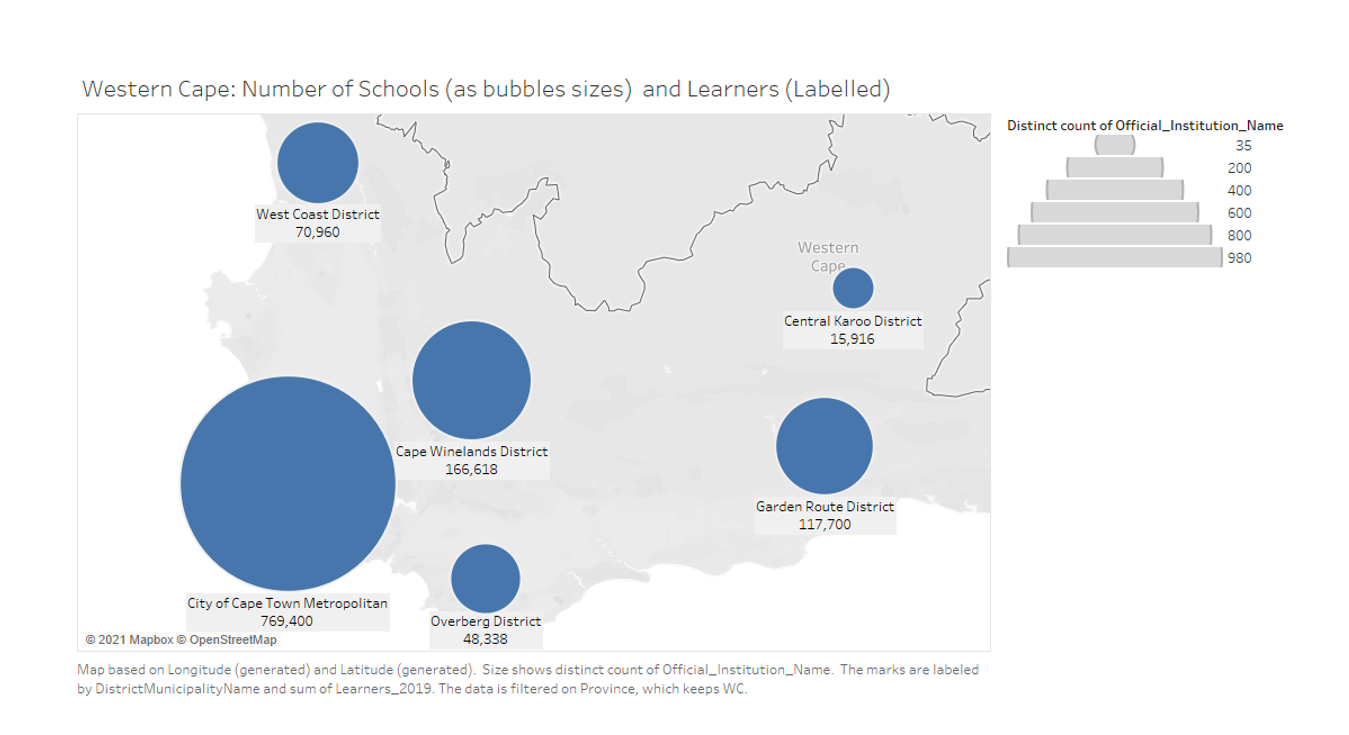 Western Cape: Number of Schools (as bubbles sizes)  and Learners (Labelled)
Distinct count of Official_Institution_Name
35
200
400
600
800
980
West Coast District
70,960
Western
Cape
Central Karoo District
15,916
Cape Winelands District
166,618
Garden Route District
117,700
City of Cape Town Metropolitan
769,400
Overberg District
48,338
© 2021 Mapbox © OpenStreetMap
Map based on Longitude (generated) and Latitude (generated).  Size shows distinct count of Official_Institution_Name.  The marks are labeled
by DistrictMunicipalityName and sum of Learners_2019. The data is filtered on Province, which keeps WC.